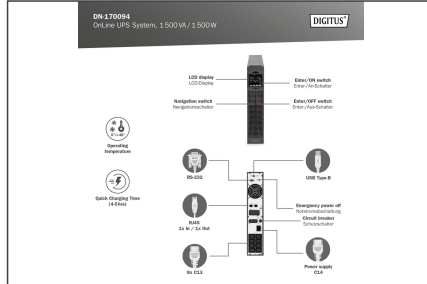 DN-170094
OnLine UPS System, 1500 VA / 1500 W
DIGITUS®
LCD display
LCD-Display
Enter/ON switch
Enter-/An-Schalter
Navigation switch
Navigationsschalter
Enter/OFF switch
Enter-/Aus-Schalter
0°/+40°
Operating
temperature
Quick Charging Time
(4-5hrs)
RS-232
USB Type-B
RJ45
1x In / 1x Out
Emergency power off
Notstromabschaltung
Circuit breaker
Schutzschalter
8x C13
Power supply
C14